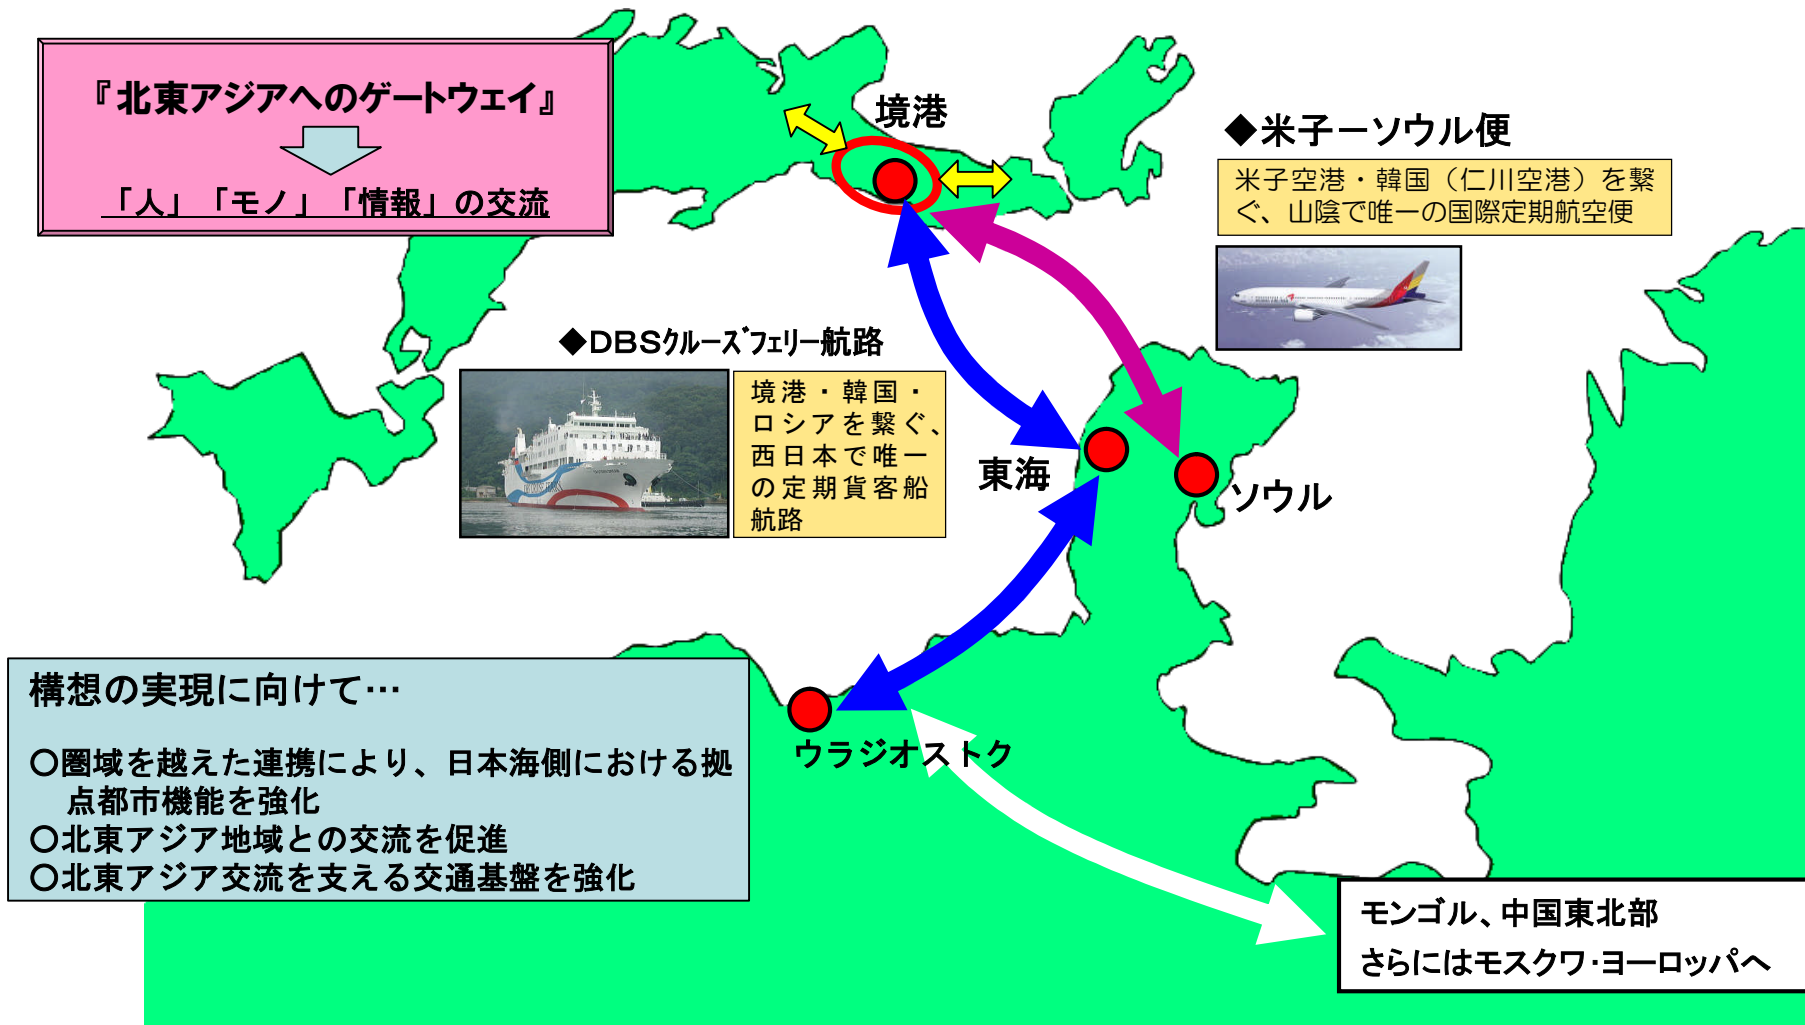 『北東アジアへのゲートウェイ』
「人」「モノ」「情報」の交流
境港
◆米子－ソウル便
米子空港・韓国（仁川空港）を繋
ぐ、山陰で唯一の国際定期航空便
◆DBSｸﾙｰｽﾞﾌｪﾘｰ航路
境港・韓国・
ロシアを繋ぐ、
西日本で唯一
の定期貨客船
航路
東海
ソウル
ウラジオストク
構想の実現に向けて…
○圏域を越えた連携により、日本海側における拠
点都市機能を強化
○北東アジア地域との交流を促進
○北東アジア交流を支える交通基盤を強化
モンゴル、中国東北部
さらにはモスクワ・ヨーロッパへ